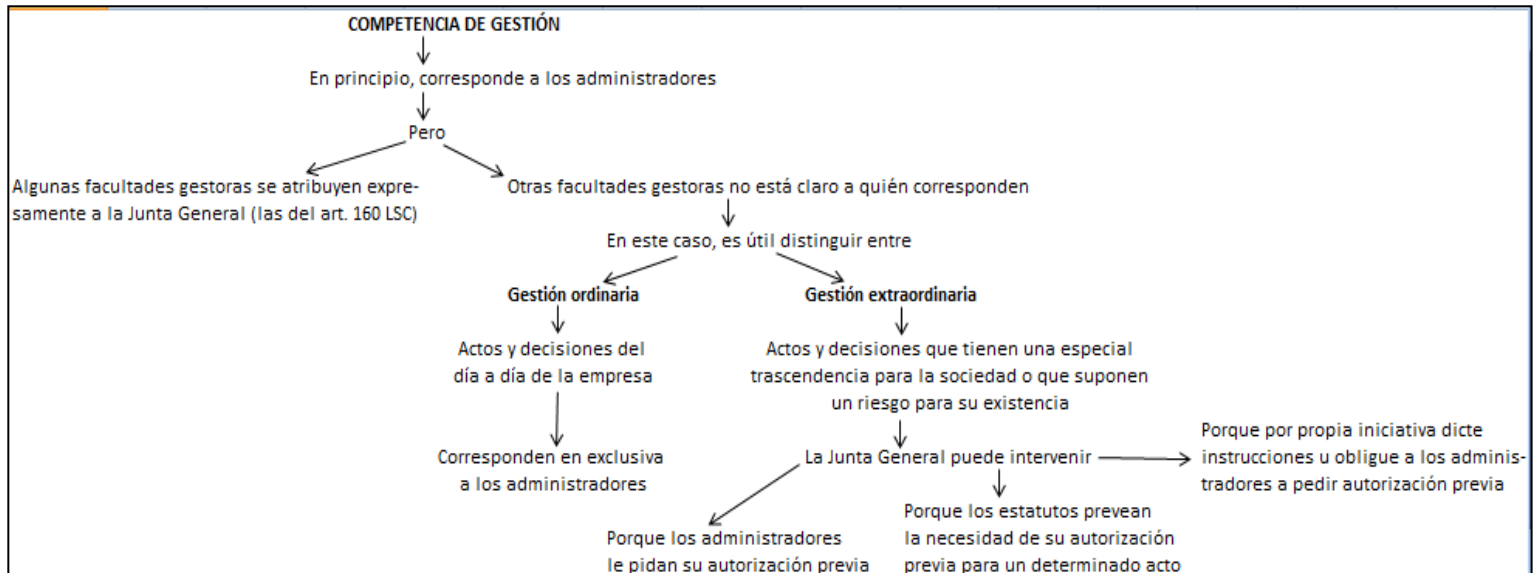 COMPETENCIA DE GESTIÓN
En principio, corresponde a los administradores
Pero
Algunas facultades gestoras se atribuyen expre-
samente a la Junta General (las del art. 160 LSC)
Otras facultades gestoras no está claro a quién corresponden
En este caso, es útil distinguir entre
Gestión ordinaria
Actos y decisiones del
día a día de la empresa
Corresponden en exclusiva
a los administradores
Gestión extraordinaria
Actos y decisiones que tienen una especial
trascendencia para la sociedad o que suponen
un riesgo para su existencia
La Junta General puede intervenir
Porque los administradores
le pidan su autorización previa
Porque los estatutos prevean
la necesidad de su autorización
previa para un determinado acto
Porque por propia iniciativa dicte
instrucciones u obligue a los adminis-
tradores a pedir autorización previa